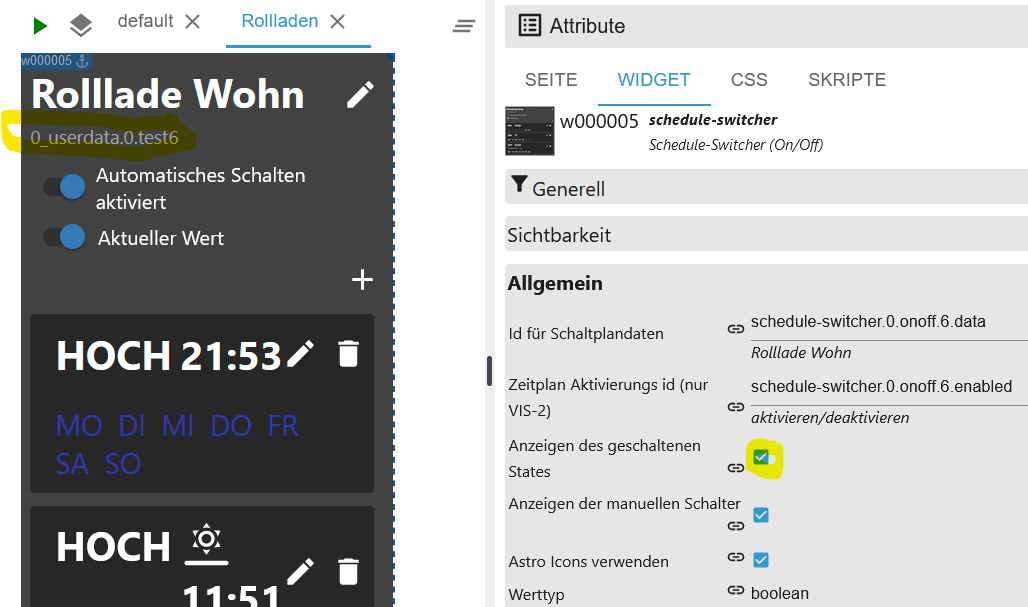 default
Rollladen
w000005
Rolllade Wohn
0_userdata.0.test6
Automatisches Schalten
aktiviert
Aktueller Wert
HOCH 21:53
MO DI MI DO FR
SA SO
HOCH
11:51
Attribute
SEITE WIDGET CSS SKRIPTE
w000005 schedule-switcher
Schedule-Switcher (On/Off)
Generell
Sichtbarkeit
Allgemein
Id für Schaltplandaten
schedule-switcher.0.onoff.6.data
Rolllade Wohn
Zeitplan Aktivierungs id (nur
VIS-2)
schedule-switcher.0.onoff.6.enabled
aktivieren/deaktivieren
Anzeigen des geschaltenen
States
Anzeigen der manuellen Schalter
Astro Icons verwenden
Werttyp
boolean